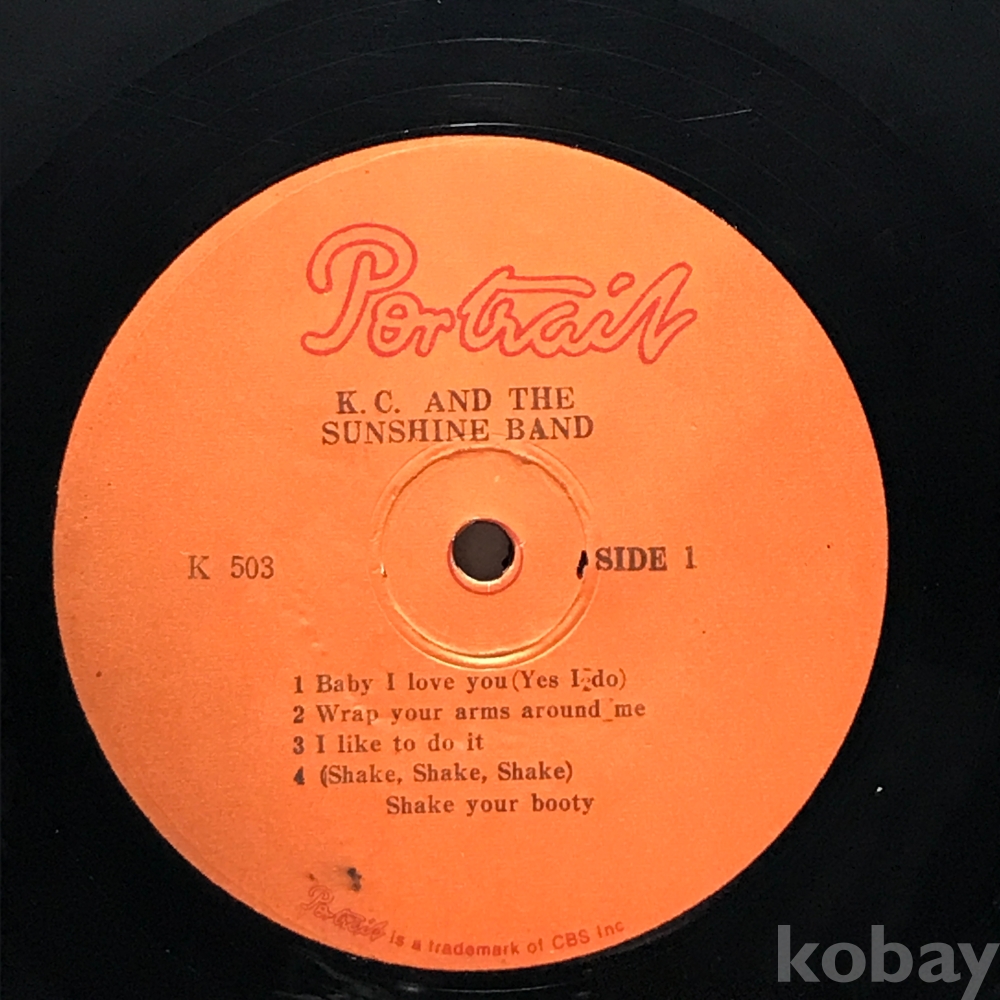 Portrait
K. C. AND THE
SUNSHINE BAND
K 503
SIDE 1
1 Baby I love you (Yes I do)
2 Wrap your arms around me
3 I like to do it
4 (Shake, Shake, Shake)
Shake your booty
Portrait is a trademark of CBS Inc
kobay